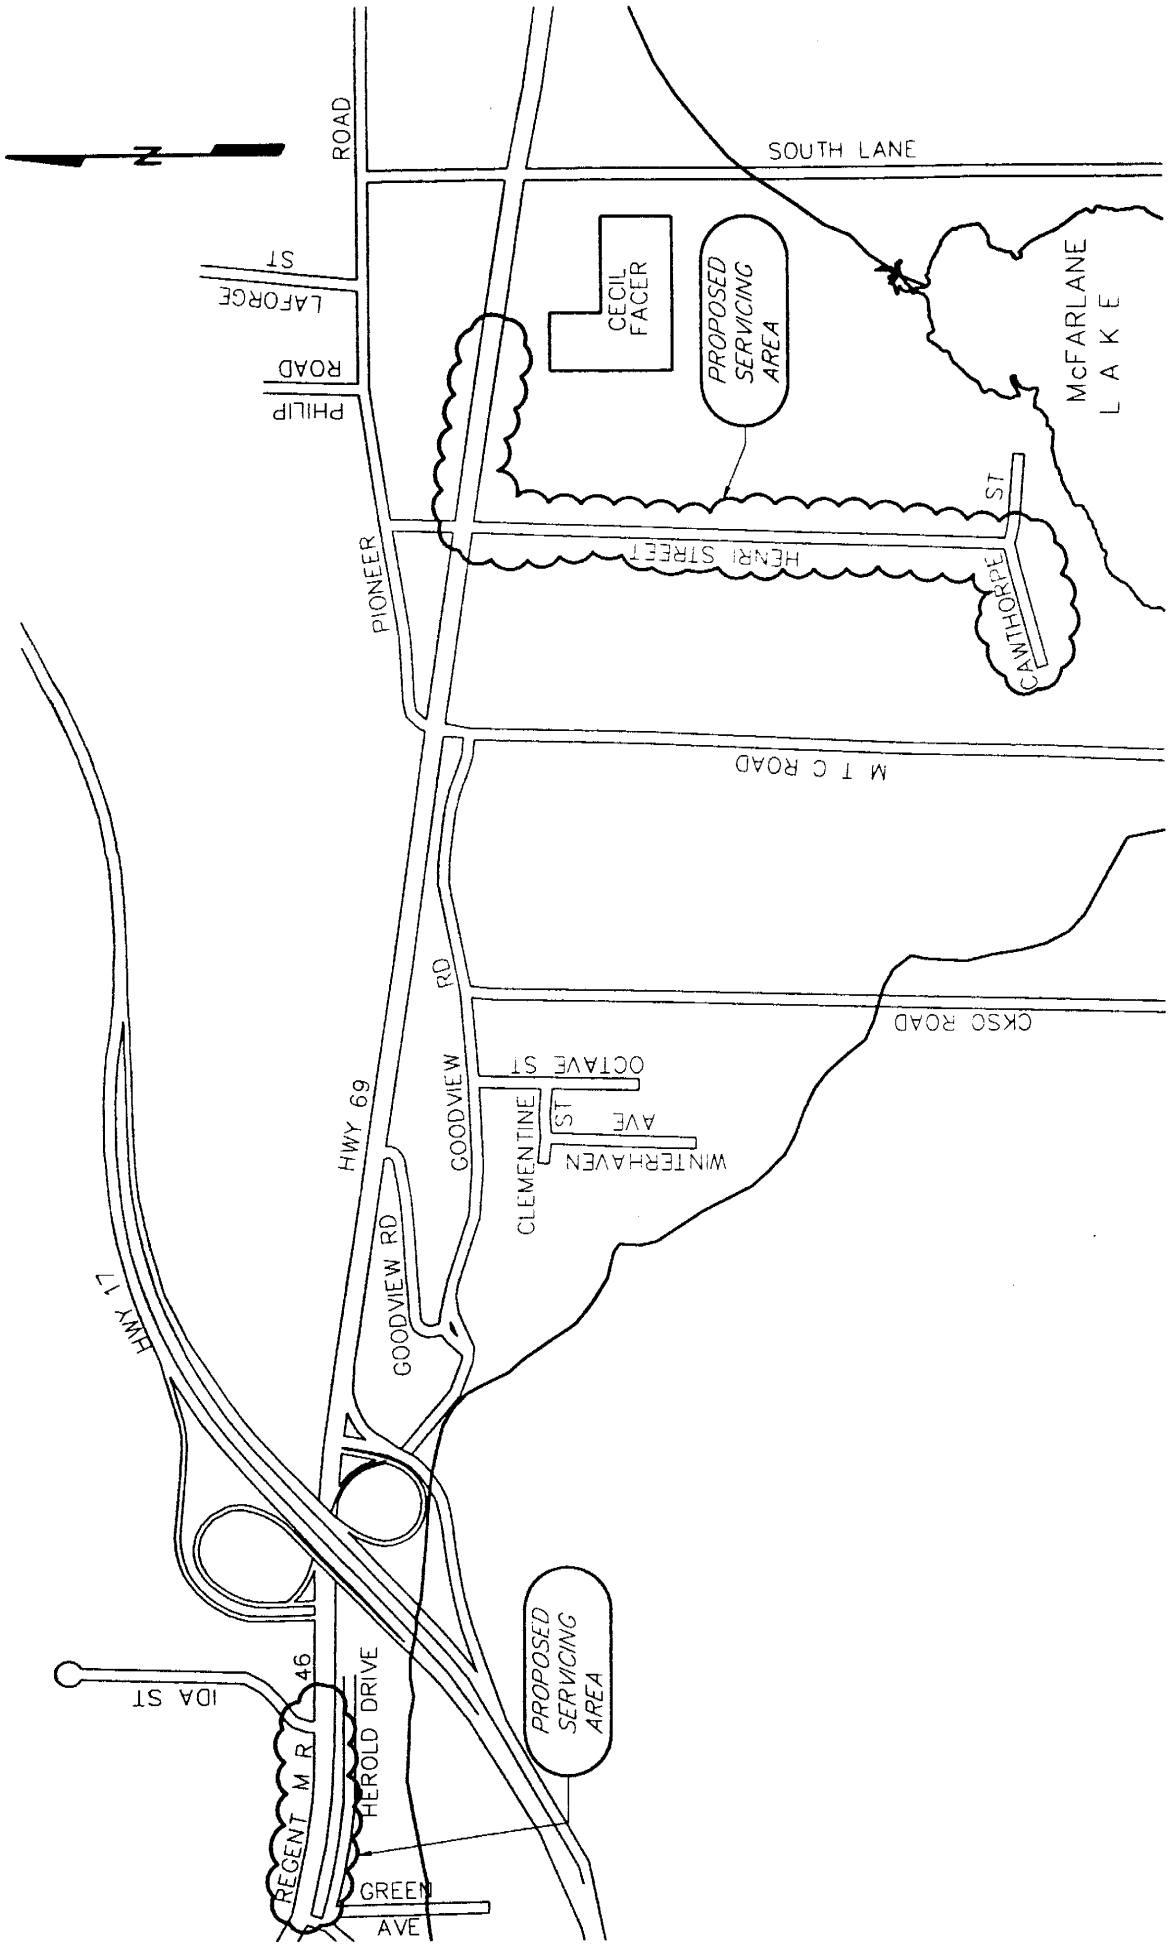 N
ROAD
SOUTH LANE
ST
LAFORGE
CECIL
FACER
PROPOSED
SERVICING
AREA
McFARLANE
LAKE
ROAD
PHILIP
ST
HENRI STREET
PIONEER
CAWTHORPE
M T C ROAD
RD
CKSO ROAD
HWY 69
GOODVIEW
OCTAVE ST
CLEMENTINE
ST
AVE
WINTERHAVEN
HWY 17
GOODVIEW RD
IDA ST
46
REGENT M R
HEROLD DRIVE
PROPOSED
SERVICING
AREA
GREEN
AVE